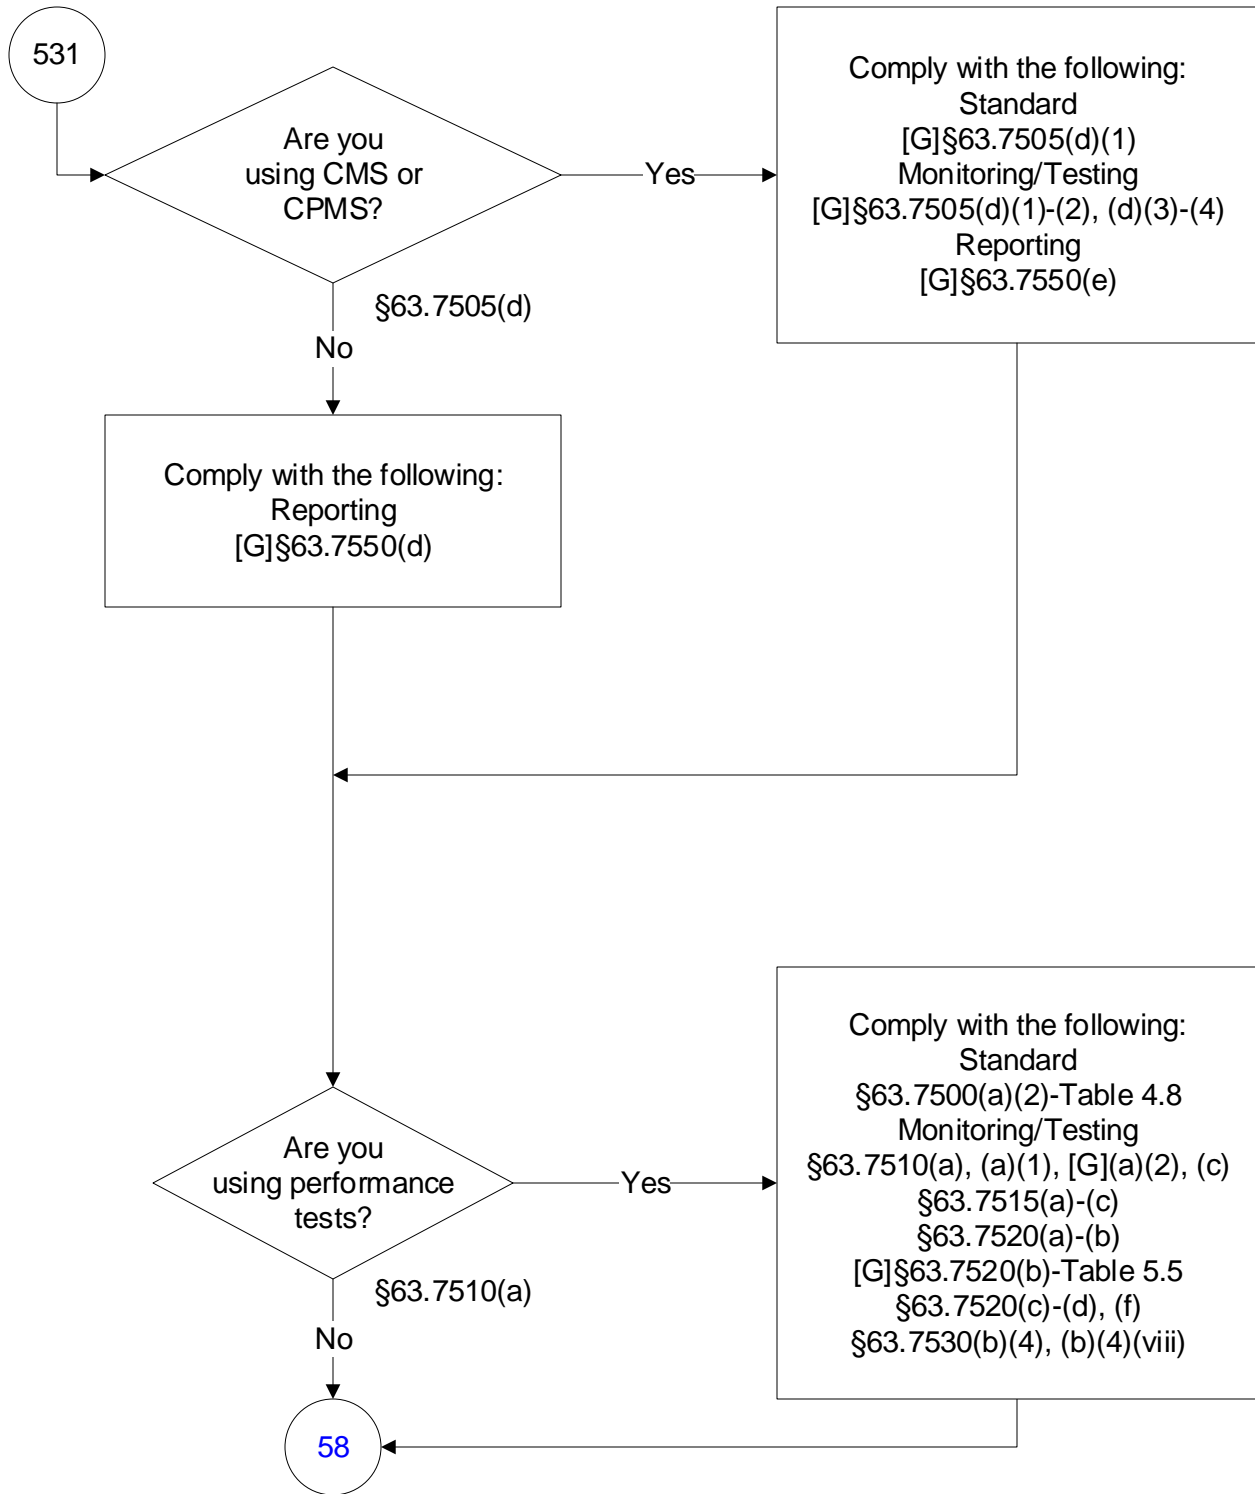 531
Are you
using CMS or
CPMS?
Yes
Comply with the following:
Standard
[G]§63.7505(d)(1)
Monitoring/Testing
[G]§63.7505(d)(1)-(2), (d)(3)-(4)
Reporting
[G]§63.7550(e)
§63.7505(d)
No
Comply with the following:
Reporting
[G]§63.7550(d)
Are you
using performance
tests?
Yes
Comply with the following:
Standard
§63.7500(a)(2)-Table 4.8
Monitoring/Testing
§63.7510(a), (a)(1), [G](a)(2), (c)
§63.7515(a)-(c)
§63.7520(a)-(b)
[G]§63.7520(b)-Table 5.5
§63.7520(c)-(d), (f)
§63.7530(b)(4), (b)(4)(viii)
§63.7510(a)
No
58